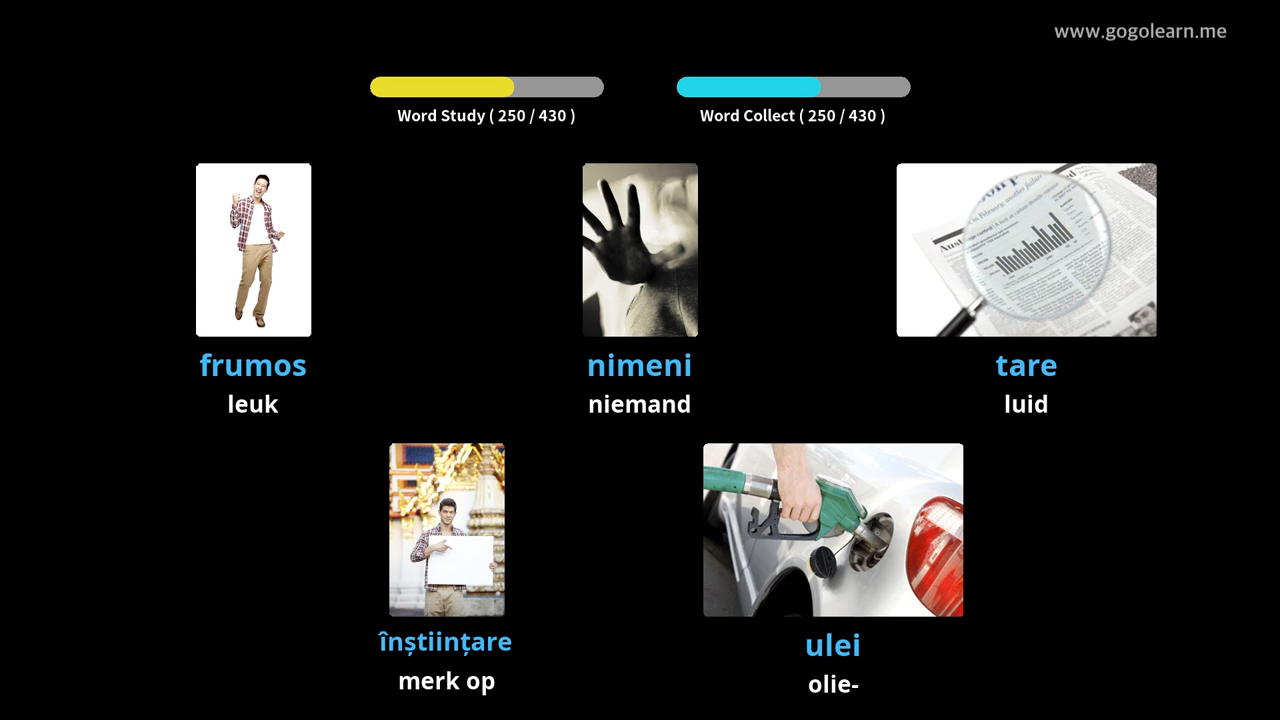 www.gogolearn.me
Word Study ( 250 / 430 )
Word Collect ( 250 / 430 )
frumos
leuk
nimeni
niemand
tare
luid
înștiințare
merk op
ulei
olie-